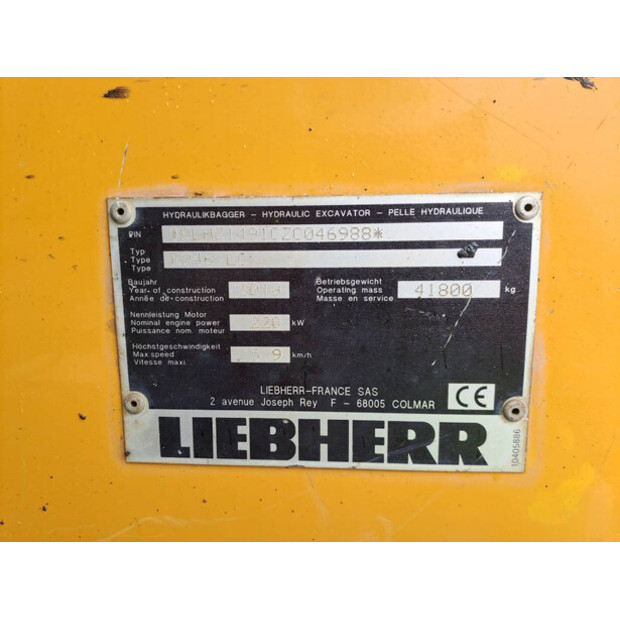 HYDRAULIKBAGGER - HYDRAULIC EXCAVATOR - PELLE HYDRAULIQUE
PIN
Typ
Type
Type
Baujahr
Year of construction
Année de construction
Betriebsgewicht
Operating mass 41800 kg
Masse en service
Nennleistung Motor
Nominal engine power 220 kW
Puissance nom. moteur
Höchstgeschwindigkeit
Max.speed km/h
Vitesse maxi.
LIEBHERR-FRANCE SAS
2 avenue Joseph Rey F - 68005 COLMAR
CE
LIEBHERR
10405886